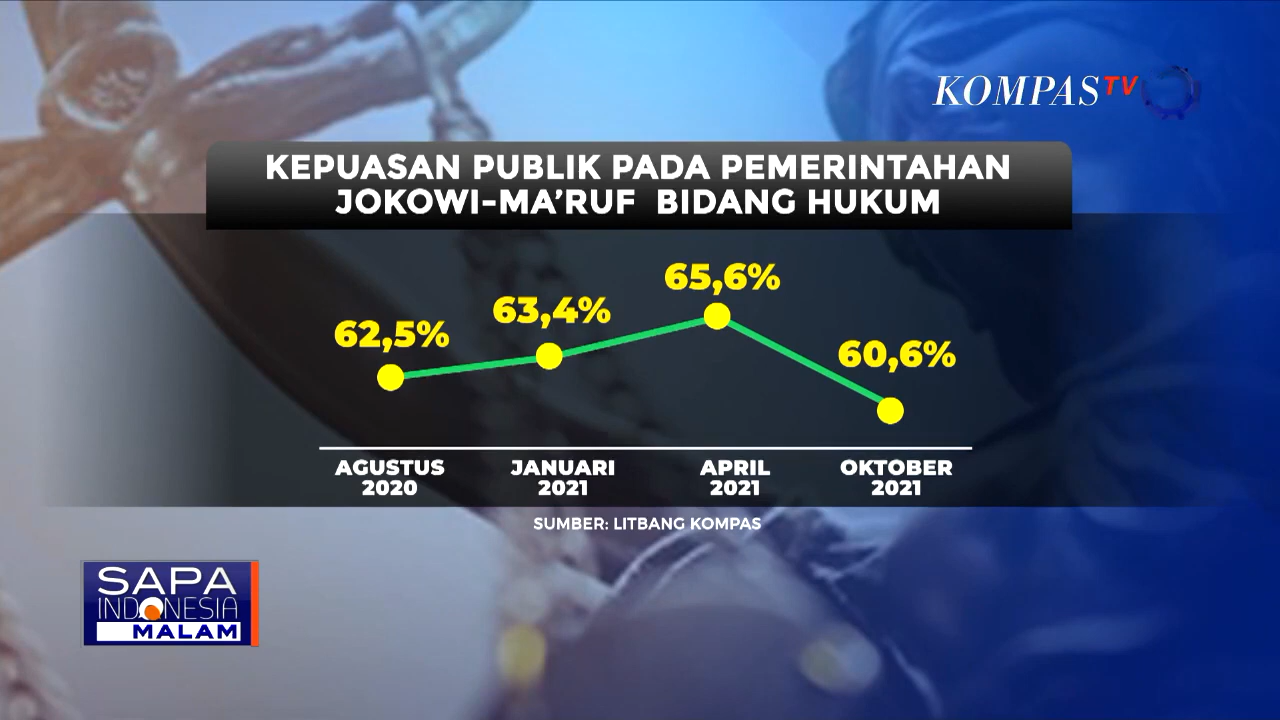 KOMPASTV
KEPUASAN PUBLIK PADA PEMERINTAHAN
JOKOWI-MA'RUF BIDANG HUKUM
62,5%
63,4%
65,6%
60,6%
AGUSTUS
2020
JANUARI
2021
APRIL
2021
OKTOBER
2021
SUMBER: LITBANG KOMPAS
SAPA
INDONESIA
MALAM